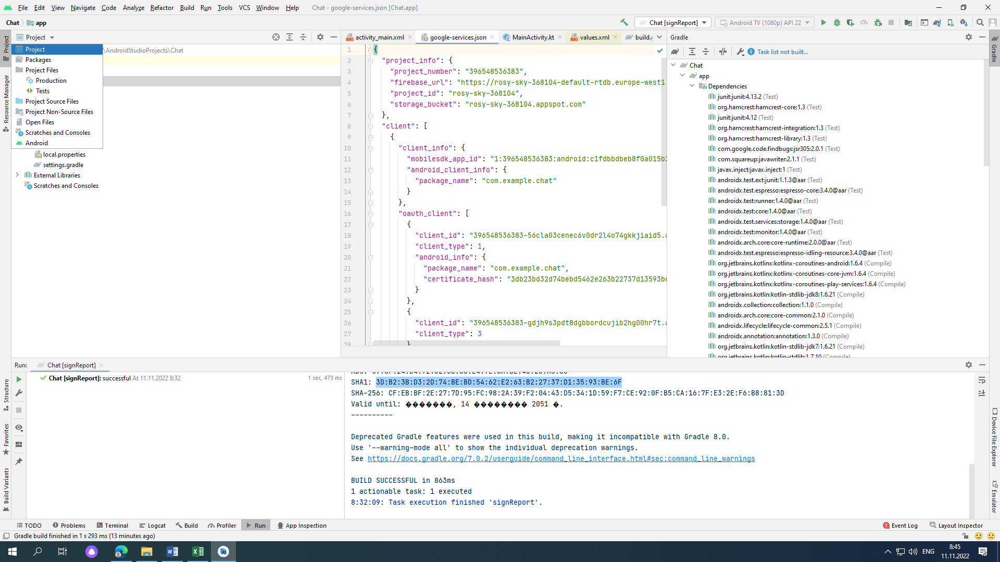 File Edit View Navigate Code Analyze Refactor Build Run Tools VCS Window Help Chat - google-services.json [Chat.app]
Chat app Chat [signReport] Android TV (1080p) API 22
Project
Project
Packages
Project Files
Production
Tests
Project Source Files
Project Non-Source Files
Open Files
Scratches and Consoles
Android
\AndroidStudioProjects\Chat
local.properties
settings.gradle
External Libraries
Scratches and Consoles
Project
Resource Manager
Structure
Favorites
Build Variants
activity_main.xml google-services.json MainActivity.kt values.xml build.
1 {
2 "project_info": {
3 "project_number": "396548536383",
4 "firebase_url": "https://rosy-sky-368104-default-rtdb.europe-west1
5 "project_id": "rosy-sky-368104",
6 "storage_bucket": "rosy-sky-368104.appspot.com"
7 },
8 "client": [
9 {
10 "client_info": {
11 "mobilesdk_app_id": "1:396548536383:android:c1fdbbdbeb8f0a015b2
12 "android_client_info": {
13 "package_name": "com.example.chat"
14 }
15 },
16 "oauth_client": [
17 {
18 "client_id": "396548536383-56cla03cenec6v0dr2l4o74gkkjiaid5.a
19 "client_type": 1,
20 "android_info": {
21 "package_name": "com.example.chat",
22 "certificate_hash": "3db23bd32d74bebd5462e263b22737d13593be
23 }
24 },
25 {
26 "client_id": "396548536383-gdjh9s3pdt8dgbbordcujib2hg00hr7t.a
27 "client_type": 3
28 }
Gradle
Task list not built...
Chat
app
Dependencies
junit:junit:4.13.2 (Test)
org.hamcrest:hamcrest-core:1.3 (Test)
junit:junit:4.12 (Test)
org.hamcrest:hamcrest-integration:1.3 (Test)
org.hamcrest:hamcrest-library:1.3 (Test)
com.google.code.findbugs:jsr305:2.0.1 (Test)
com.squareup:javawriter:2.1.1 (Test)
javax.inject:javax.inject:1 (Test)
androidx.test.ext:junit:1.1.3@aar (Test)
androidx.test.espresso:espresso-core:3.4.0@aar (Test)
androidx.test:runner:1.4.0@aar (Test)
androidx.test:core:1.4.0@aar (Test)
androidx.test.services:storage:1.4.0@aar (Test)
androidx.test:monitor:1.4.0@aar (Test)
androidx.arch.core:core-runtime:2.0.0@aar (Test)
androidx.test.espresso:espresso-idling-resource:3.4.0@aar (Test)
org.jetbrains.kotlinx:kotlinx-coroutines-android:1.6.4 (Compile)
org.jetbrains.kotlinx:kotlinx-coroutines-core-jvm:1.6.4 (Compile)
org.jetbrains.kotlinx:kotlinx-coroutines-play-services:1.6.4 (Compile)
org.jetbrains.kotlin:kotlin-stdlib-jdk8:1.6.21 (Compile)
androidx.collection:collection:1.1.0 (Compile)
androidx.arch.core:core-common:2.1.0 (Compile)
androidx.lifecycle:lifecycle-common:2.5.1 (Compile)
androidx.annotation:annotation:1.3.0 (Compile)
org.jetbrains.kotlin:kotlin-stdlib-jdk7:1.6.21 (Compile)
org.jetbrains.kotlin:kotlin-stdlib:1.7.10 (Compile)
Gradle
Device File Explorer
Emulator
Run: Chat [signReport]
Chat [signReport]: successful At 11.11.2022 8:32 1 sec, 473 ms
SHA1: 3D:B2:3B:D3:2D:74:BE:BD:54:62:E2:63:B2:27:37:D1:35:93:BE:6F
SHA-256: CF:EB:BF:2E:27:7D:95:FC:98:2A:39:F2:04:43:D5:34:1D:59:F7:CE:92:0F:B5:CA:16:7F:E3:2E:F6:B8:81:3D
Valid until: �������, 14 �������� 2051 �.
----------
Deprecated Gradle features were used in this build, making it incompatible with Gradle 8.0.
Use '--warning-mode all' to show the individual deprecation warnings.
See https://docs.gradle.org/7.0.2/userguide/command_line_interface.html#sec:command_line_warnings
BUILD SUCCESSFUL in 863ms
1 actionable task: 1 executed
8:32:09: Task execution finished 'signReport'.
TODO Problems Terminal Logcat Build Profiler Run App Inspection 1 Event Log Layout Inspector
Gradle build finished in 1 s 293 ms (13 minutes ago)
ENG 8:45
11.11.2022